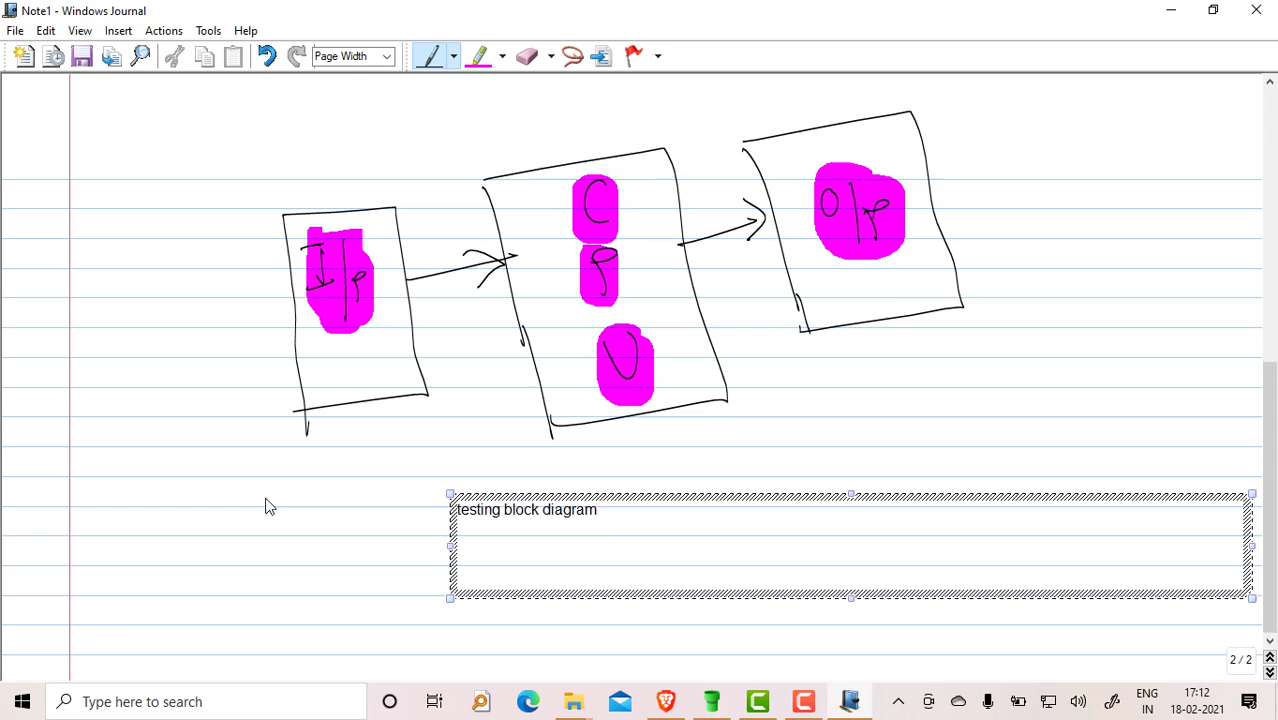 Note1 - Windows Journal
File Edit View Insert Actions Tools Help
Page Width
I/P
C
P
U
O/P
testing block diagram
2 / 2
Type here to search
ENG
IN
17:12
18-02-2021